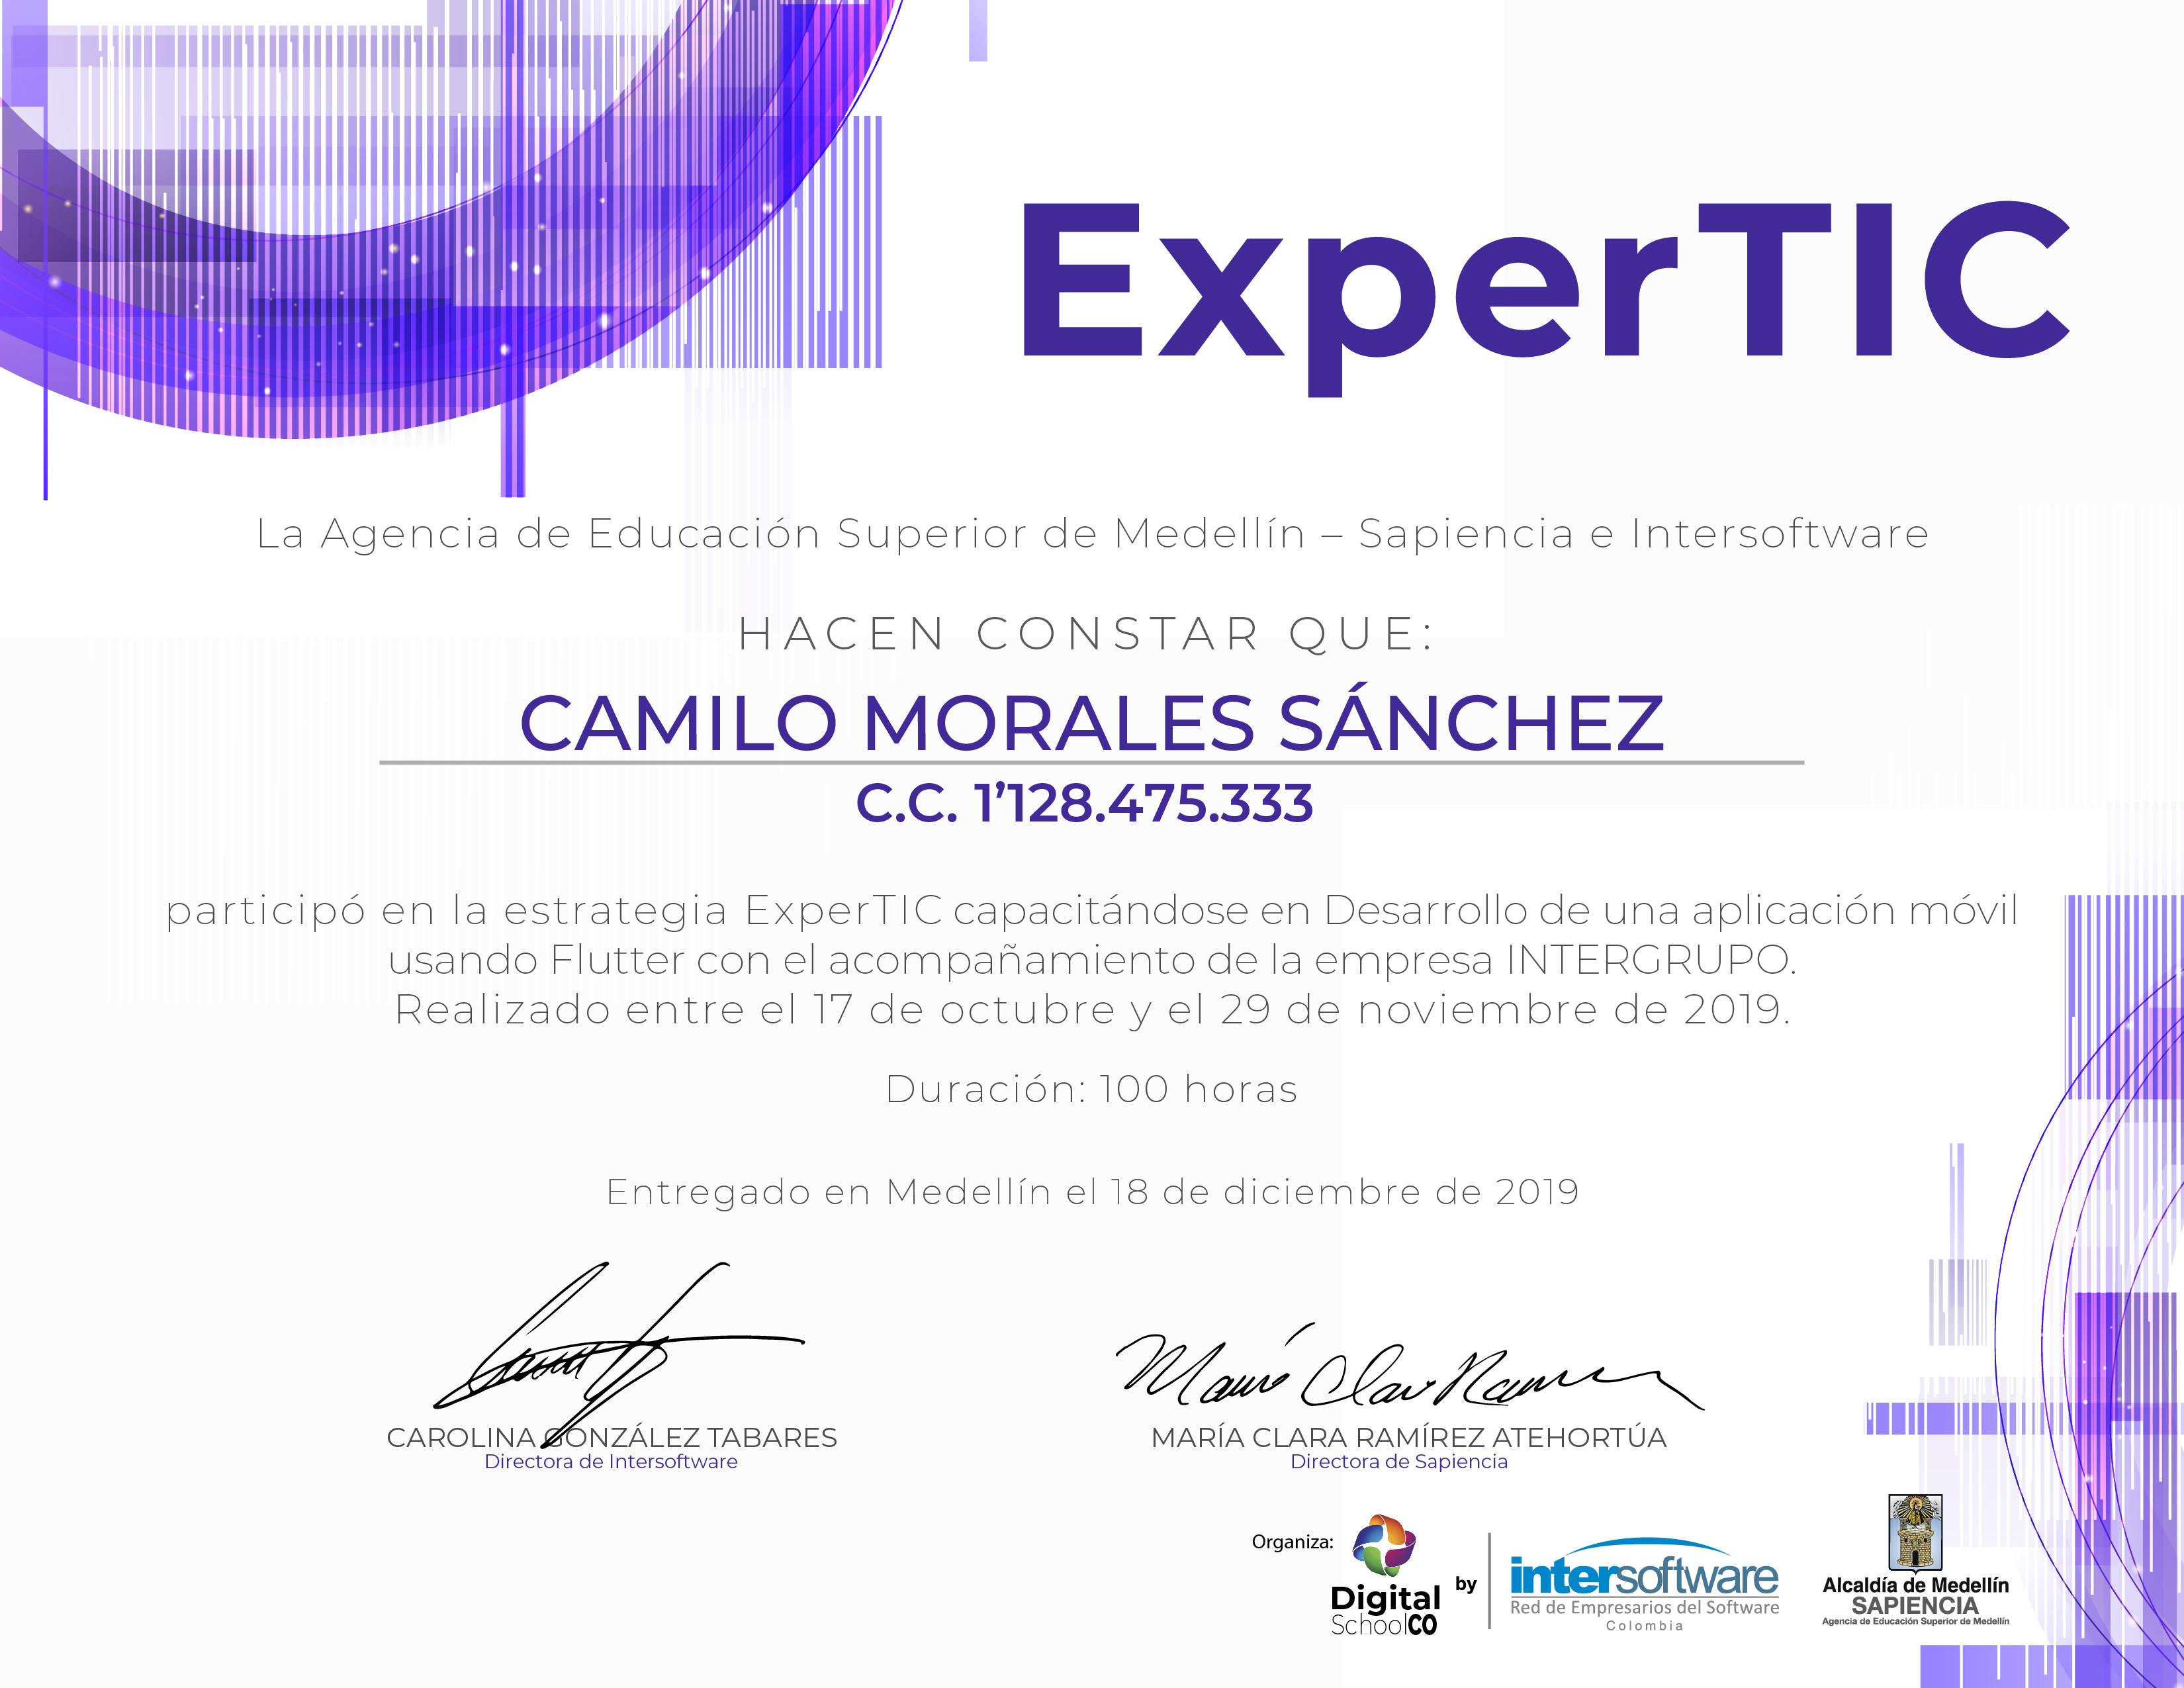 ExperTIC
La Agencia de Educación Superior de Medellín – Sapiencia e Intersoftware
HACEN CONSTAR QUE:
CAMILO MORALES SÁNCHEZ
C.C. 1’128.475.333
participó en la estrategia ExperTIC capacitándose en Desarrollo de una aplicación móvil
usando Flutter con el acompañamiento de la empresa INTERGRUPO.
Realizado entre el 17 de octubre y el 29 de noviembre de 2019.
Duración: 100 horas
Entregado en Medellín el 18 de diciembre de 2019
María Clara Ramírez
CAROLINA GONZÁLEZ TABARES
Directora de Intersoftware
MARÍA CLARA RAMÍREZ ATEHORTÚA
Directora de Sapiencia
Organiza:
Digital
SchoolCO
by
intersoftware
Red de Empresarios del Software
Colombia
Alcaldía de Medellín
SAPIENCIA
Agencia de Educación Superior de Medellín